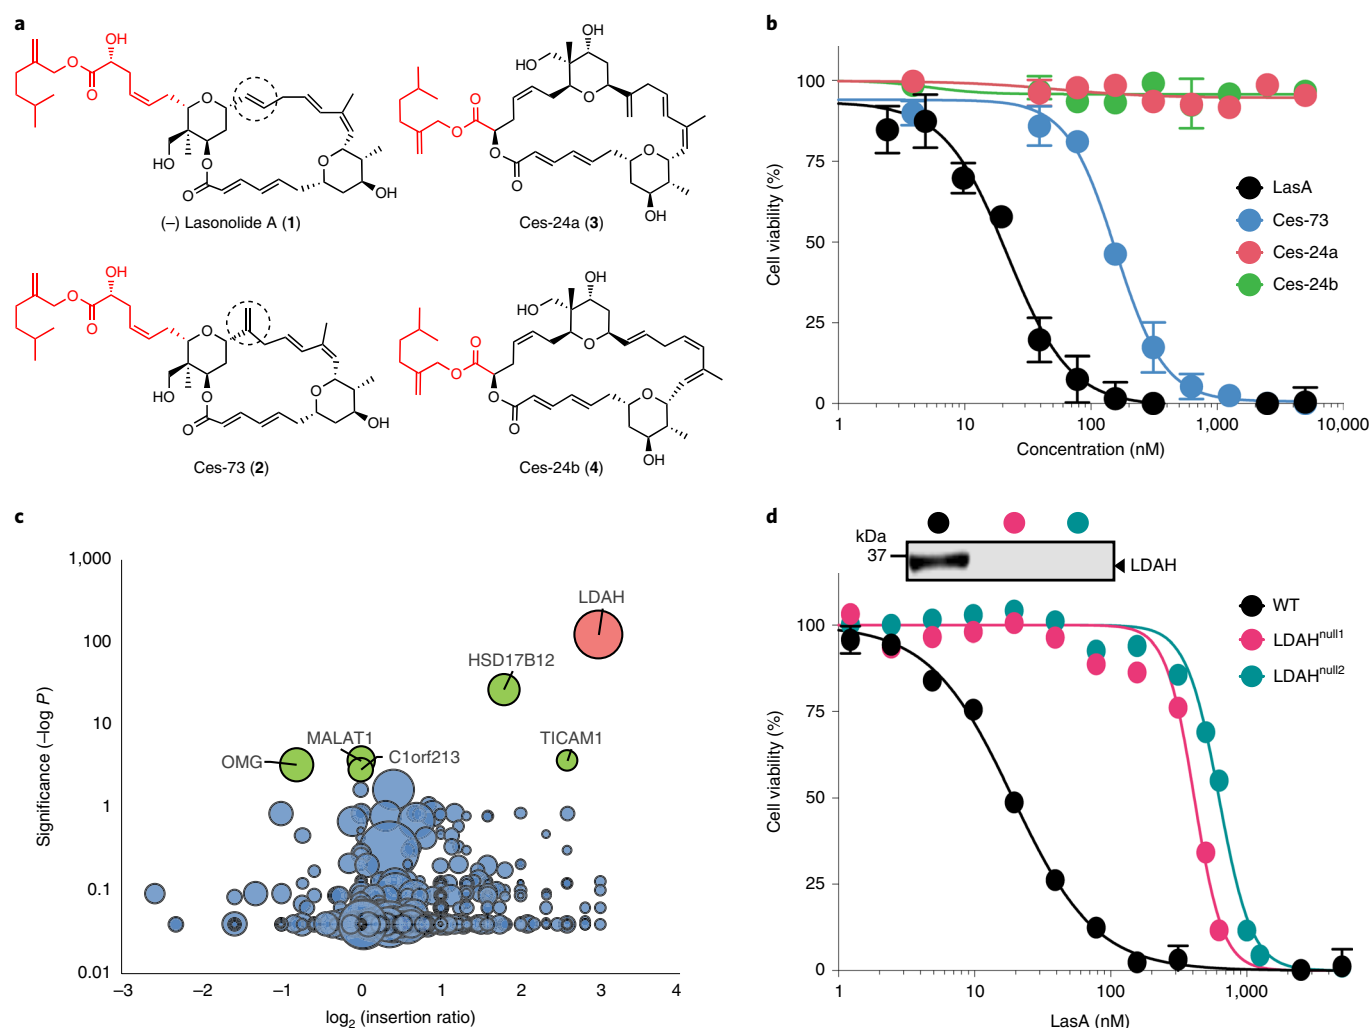 a
OH
O
O
O
HO
O
O
O
OH
(–) Lasonolide A (1)
OH
HO
O
O
O
O
O
O
OH
Ces-24a (3)
OH
O
O
O
HO
O
O
O
OH
Ces-73 (2)
OH
HO
O
O
O
O
O
O
OH
Ces-24b (4)
b
100
75
50
25
0
Cell viability (%)
1
10
100
1,000
10,000
Concentration (nM)
LasA
Ces-73
Ces-24a
Ces-24b
c
1,000
100
10
1
0.1
0.01
Significance (–log P)
LDAH
HSD17B12
MALAT1
OMG
C1orf213
TICAM1
–3
–2
–1
0
1
2
3
4
log2 (insertion ratio)
d
kDa
37
LDAH
100
75
50
25
0
Cell viability (%)
WT
LDAHnull1
LDAHnull2
1
10
100
1,000
LasA (nM)